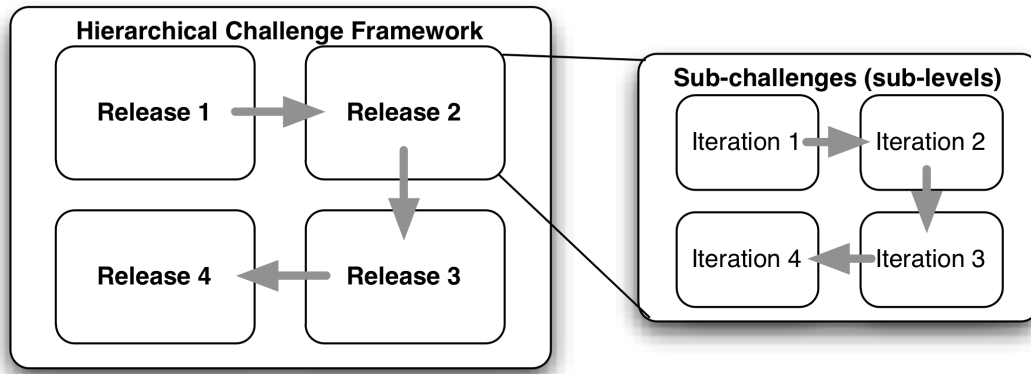 Hierarchical Challenge Framework
Release 1
Release 2
Release 4
Release 3
Sub-challenges (sub-levels)
Iteration 1
Iteration 2
Iteration 4
Iteration 3